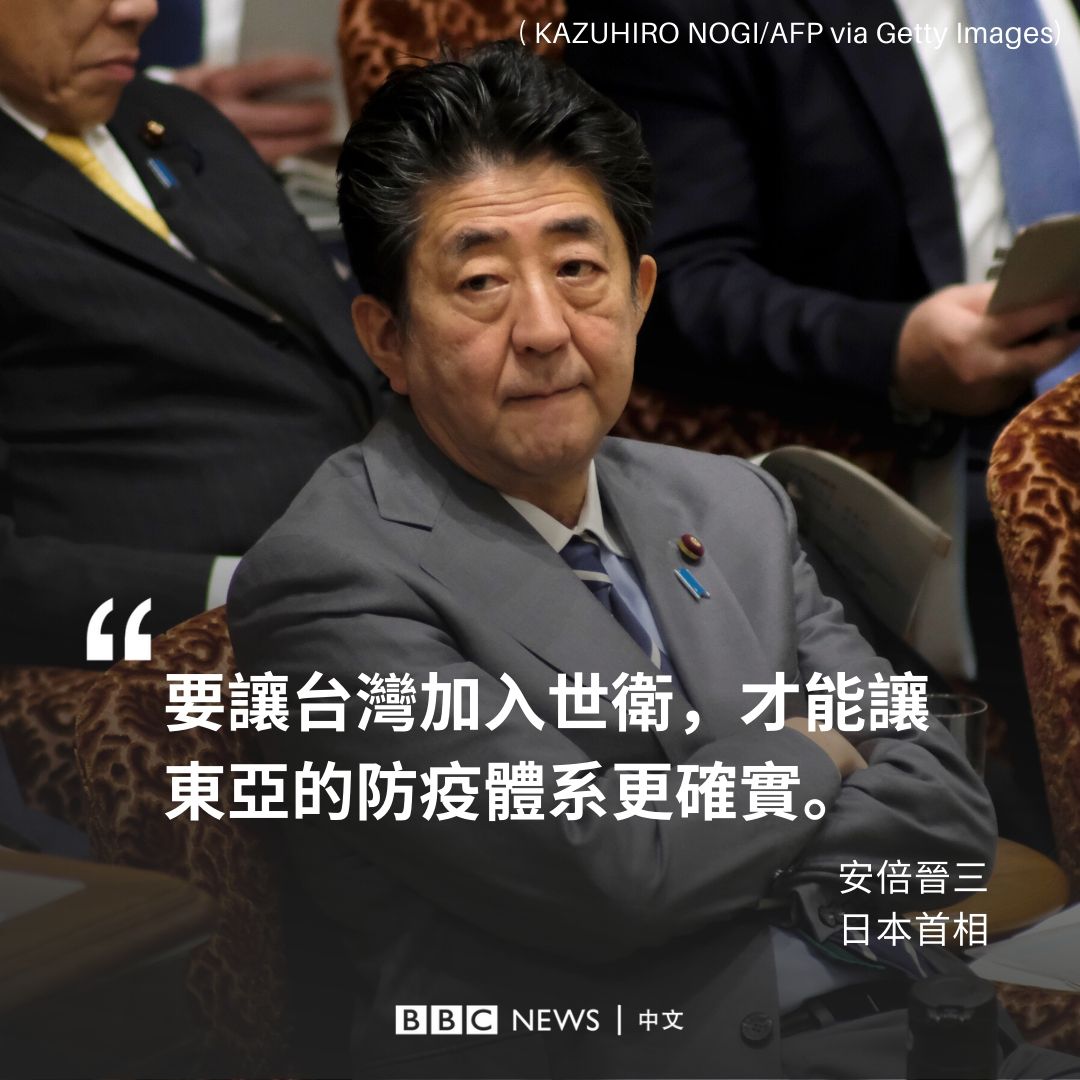 ( KAZUHIRO NOGI/AFP via Getty Images)
“
要讓台灣加入世衛，才能讓
東亞的防疫體系更確實。
安倍晉三
日本首相
BBC NEWS | 中文